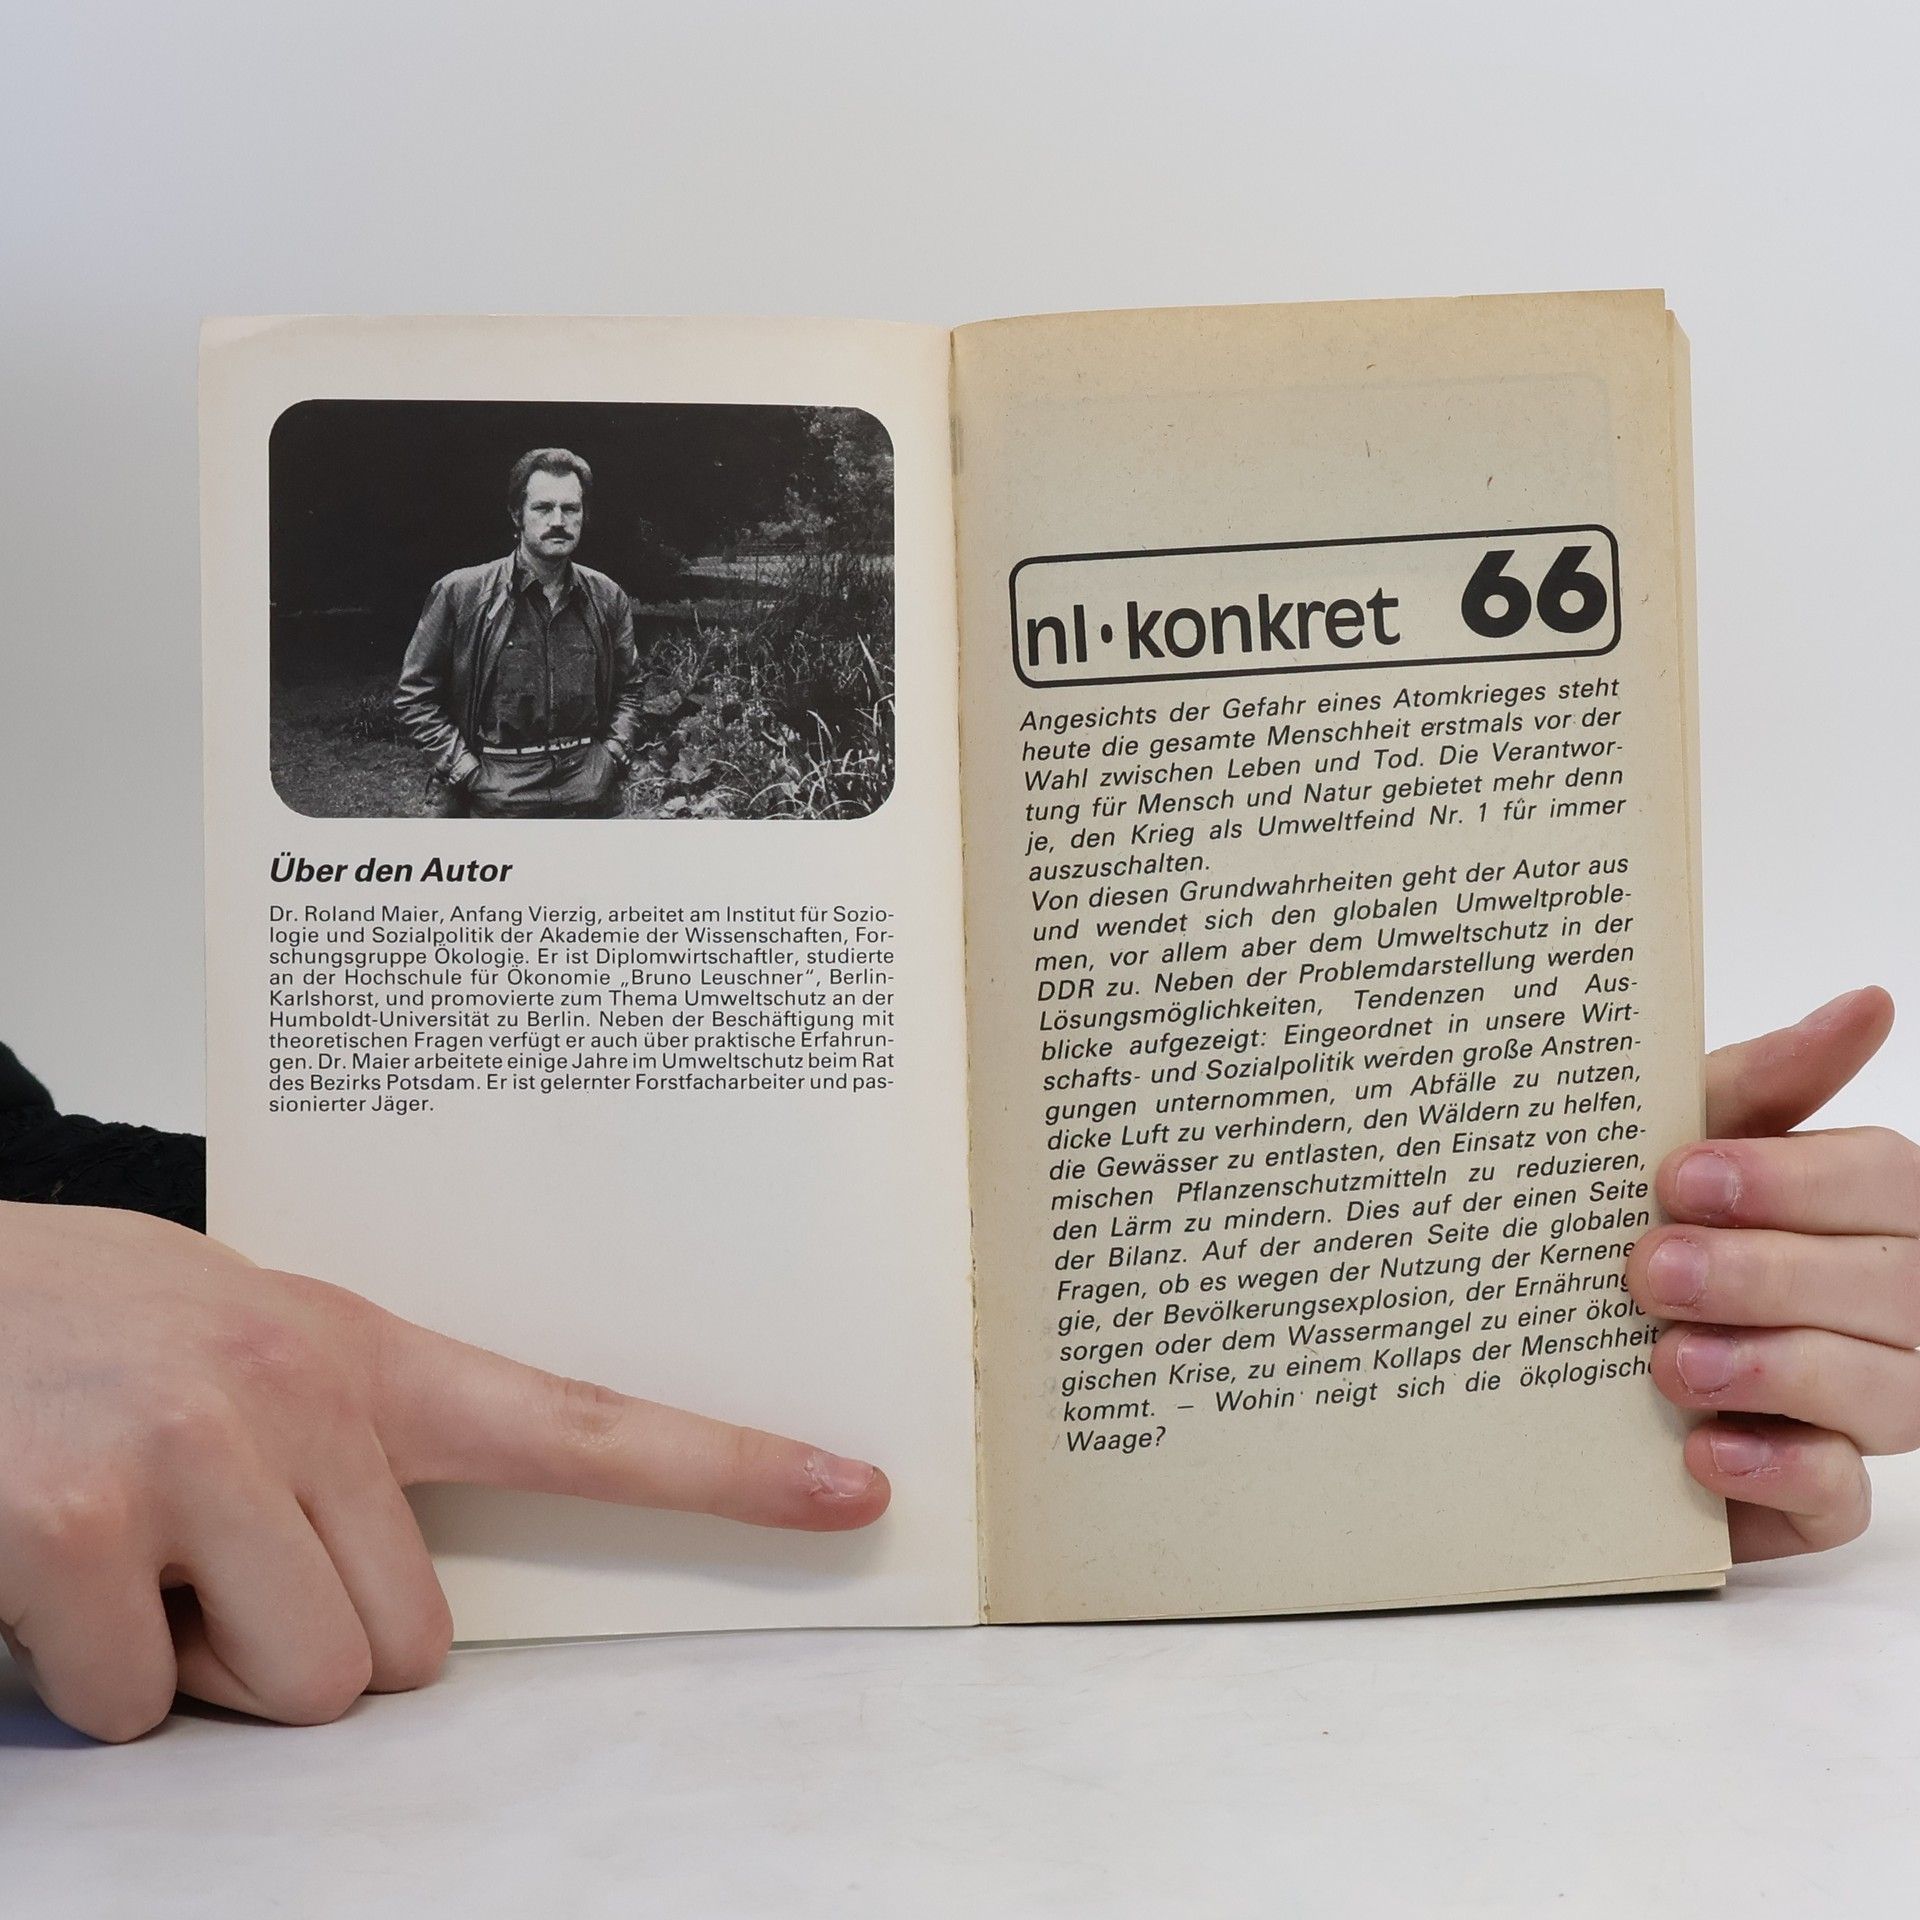 Über den Autor
Dr. Roland Maier, Anfang Vierzig, arbeitet am Institut für Sozio-
logie und Sozialpolitik der Akademie der Wissenschaften, For-
schungsgruppe Ökologie. Er ist Diplomwirtschaftler, studierte
an der Hochschule für Ökonomie „Bruno Leuschner“, Berlin-
Karlshorst, und promovierte zum Thema Umweltschutz an der
Humboldt-Universität zu Berlin. Neben der Beschäftigung mit
theoretischen Fragen verfügt er auch über praktische Erfahrun-
gen. Dr. Maier arbeitete einige Jahre im Umweltschutz beim Rat
des Bezirks Potsdam. Er ist gelernter Forstfacharbeiter und pas-
sionierter Jäger.
nl·konkret 66
Angesichts der Gefahr eines Atomkrieges steht
heute die gesamte Menschheit erstmals vor der
Wahl zwischen Leben und Tod. Die Verantwor-
tung für Mensch und Natur gebietet mehr denn
je, den Krieg als Umweltfeind Nr. 1 für immer
auszuschalten.
Von diesen Grundwahrheiten geht der Autor aus
und wendet sich den globalen Umweltproble-
men, vor allem aber dem Umweltschutz in der
DDR zu. Neben der Problemdarstellung werden
Lösungsmöglichkeiten, Tendenzen und Aus-
blicke aufgezeigt: Eingeordnet in unsere Wirt-
schafts- und Sozialpolitik werden große Anstren-
gungen unternommen, um Abfälle zu nutzen,
dicke Luft zu verhindern, den Wäldern zu helfen,
die Gewässer zu entlasten, den Einsatz von che-
mischen Pflanzenschutzmitteln zu reduzieren,
den Lärm zu mindern. Dies auf der einen Seite
der Bilanz. Auf der anderen Seite die globalen
Fragen, ob es wegen der Nutzung der Kernene
gie, der Bevölkerungsexplosion, der Ernährung
sorgen oder dem Wassermangel zu einer ökolo
gischen Krise, zu einem Kollaps der Menschheit
kommt. – Wohin neigt sich die ökologische
Waage?